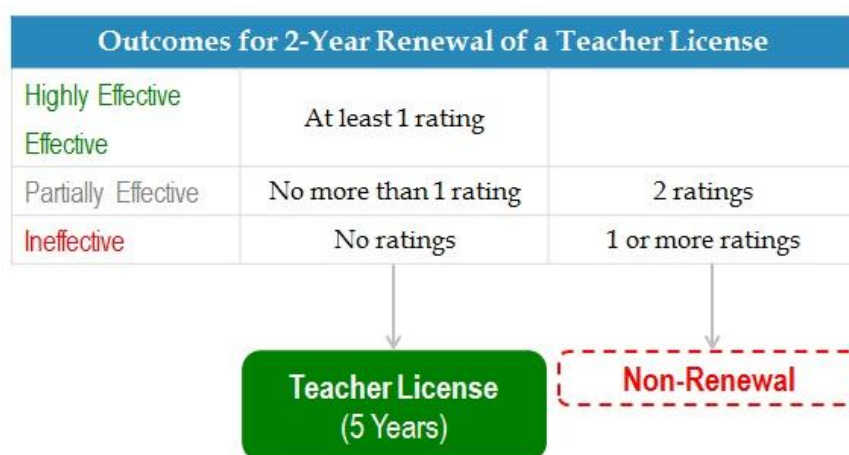 Outcomes for 2-Year Renewal of a Teacher License
Highly Effective
Effective
At least 1 rating
Partially Effective
No more than 1 rating
2 ratings
Ineffective
No ratings
1 or more ratings
Teacher License
(5 Years)
Non-Renewal